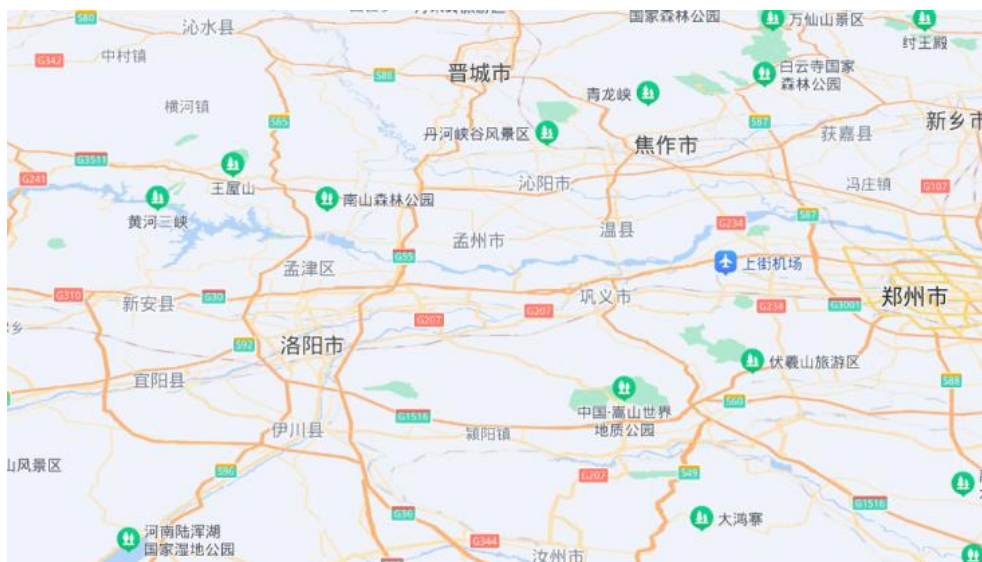 S80
沁水县
国家森林公园
万仙山景区
纣王殿
G342
中村镇
S86
晋城市
白云寺国家
森林公园
横河镇
青龙峡
S65
S87
新乡市
丹河峡谷风景区
焦作市
获嘉县
G3511
G241
王屋山
沁阳市
冯庄镇
G107
黄河三峡
南山森林公园
S87
G234
温县
孟州市
G55
孟津区
上街机场
新安县
G310
G30
巩义市
G207
G207
G234
G3001
郑州市
S92
洛阳市
伏羲山旅游区
宜阳县
S88
中国·嵩山世界
地质公园
S60
G1516
伊川县
颍阳镇
山风景区
S96
G207
S49
G36
G1516
大鸿寨
河南陆浑湖
国家湿地公园
G344
汝州市